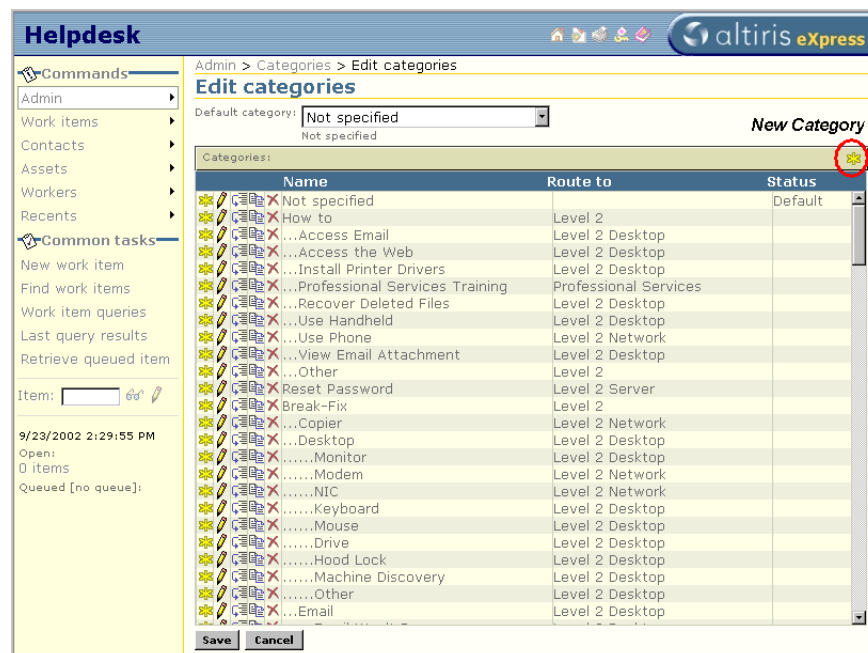 Helpdesk
altiris eXpress
Commands
Admin
Work items
Contacts
Assets
Workers
Recents
Common tasks
New work item
Find work items
Work item queries
Last query results
Retrieve queued item
Item:
9/23/2002 2:29:55 PM
Open:
0 items
Queued [no queue]:
Admin > Categories > Edit categories
Edit categories
Default category: Not specified
Not specified
New Category
Categories:
Name Route to Status
Not specified Default
How to Level 2
...Access Email Level 2 Desktop
...Access the Web Level 2 Desktop
...Install Printer Drivers Level 2 Desktop
...Professional Services Training Professional Services
...Recover Deleted Files Level 2 Desktop
...Use Handheld Level 2 Desktop
...Use Phone Level 2 Network
...View Email Attachment Level 2 Desktop
...Other Level 2
Reset Password Level 2 Server
Break-Fix Level 2
...Copier Level 2 Network
...Desktop Level 2 Desktop
......Monitor Level 2 Desktop
......Modem Level 2 Network
......NIC Level 2 Network
......Keyboard Level 2 Desktop
......Mouse Level 2 Desktop
......Drive Level 2 Desktop
......Hood Lock Level 2 Desktop
......Machine Discovery Level 2 Desktop
......Other Level 2 Desktop
...Email Level 2 Desktop
Save Cancel